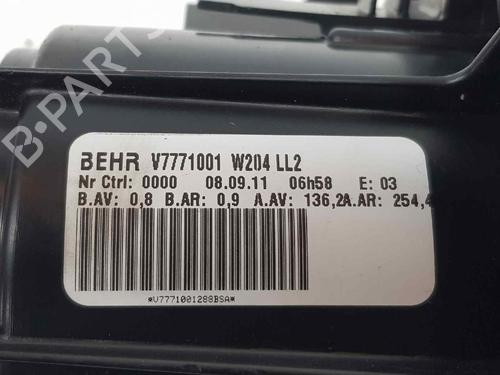 BEHR V7771001 W204 LL2
Nr Ctrl: 0000 08.09.11 06h58 E: 03
B.AV: 0,8 B.AR: 0,9 A.AV: 136,2A.AR: 254,4
*V7771001288BSA*
B-PARTS